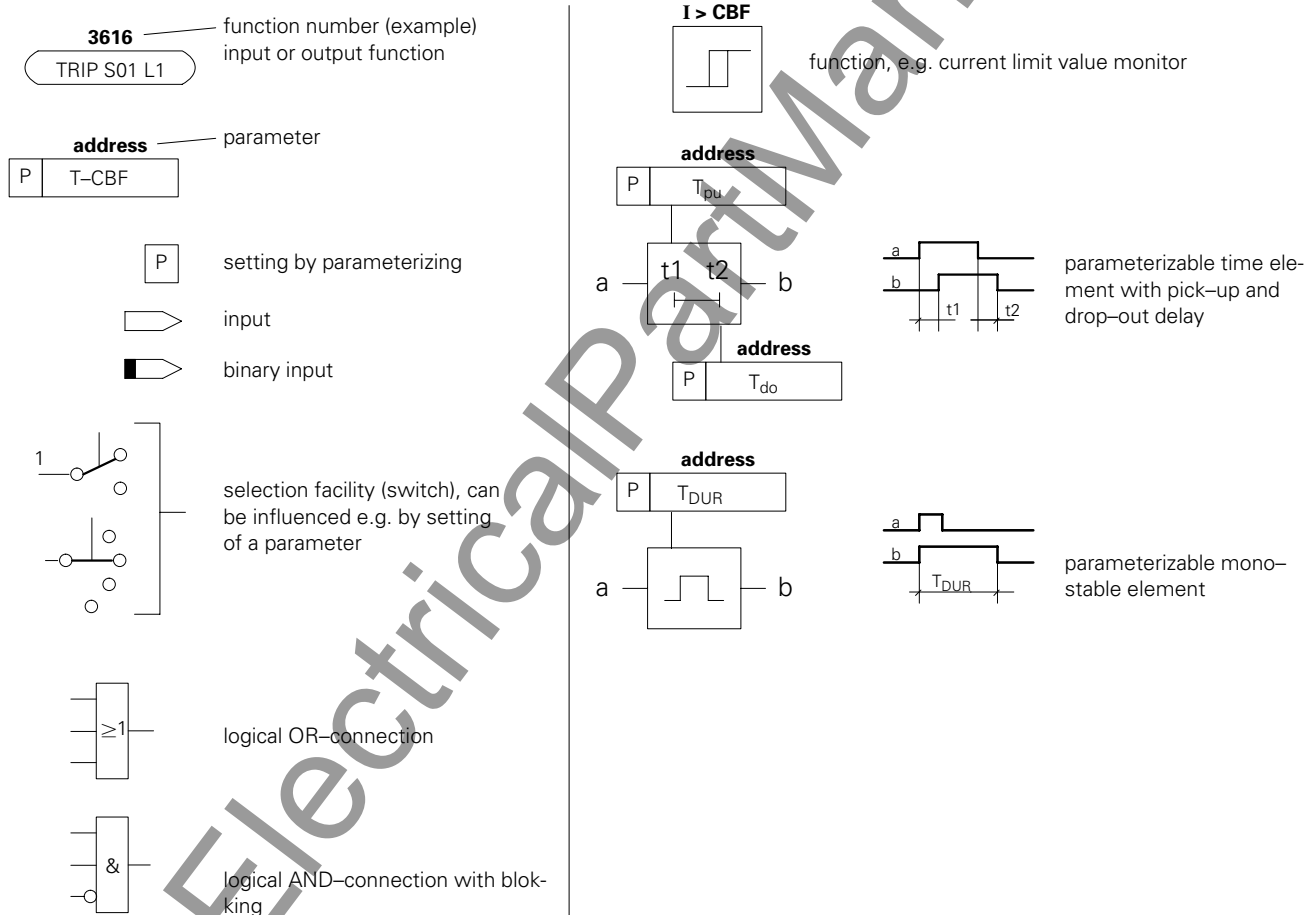 3616
function number (example)
input or output function
TRIP S01 L1
address
parameter
P T–CBF
P
setting by parameterizing
input
binary input
1
selection facility (switch), can
be influenced e.g. by setting
of a parameter
≥1
logical OR–connection
&
logical AND–connection with blok-
king
I > CBF
function, e.g. current limit value monitor
address
P Tpu
t1 t2
a b
address
P Tdo
a
b
t1 t2
parameterizable time ele-
ment with pick–up and
drop–out delay
address
P TDUR
a b
a
b
TDUR
parameterizable mono–
stable element